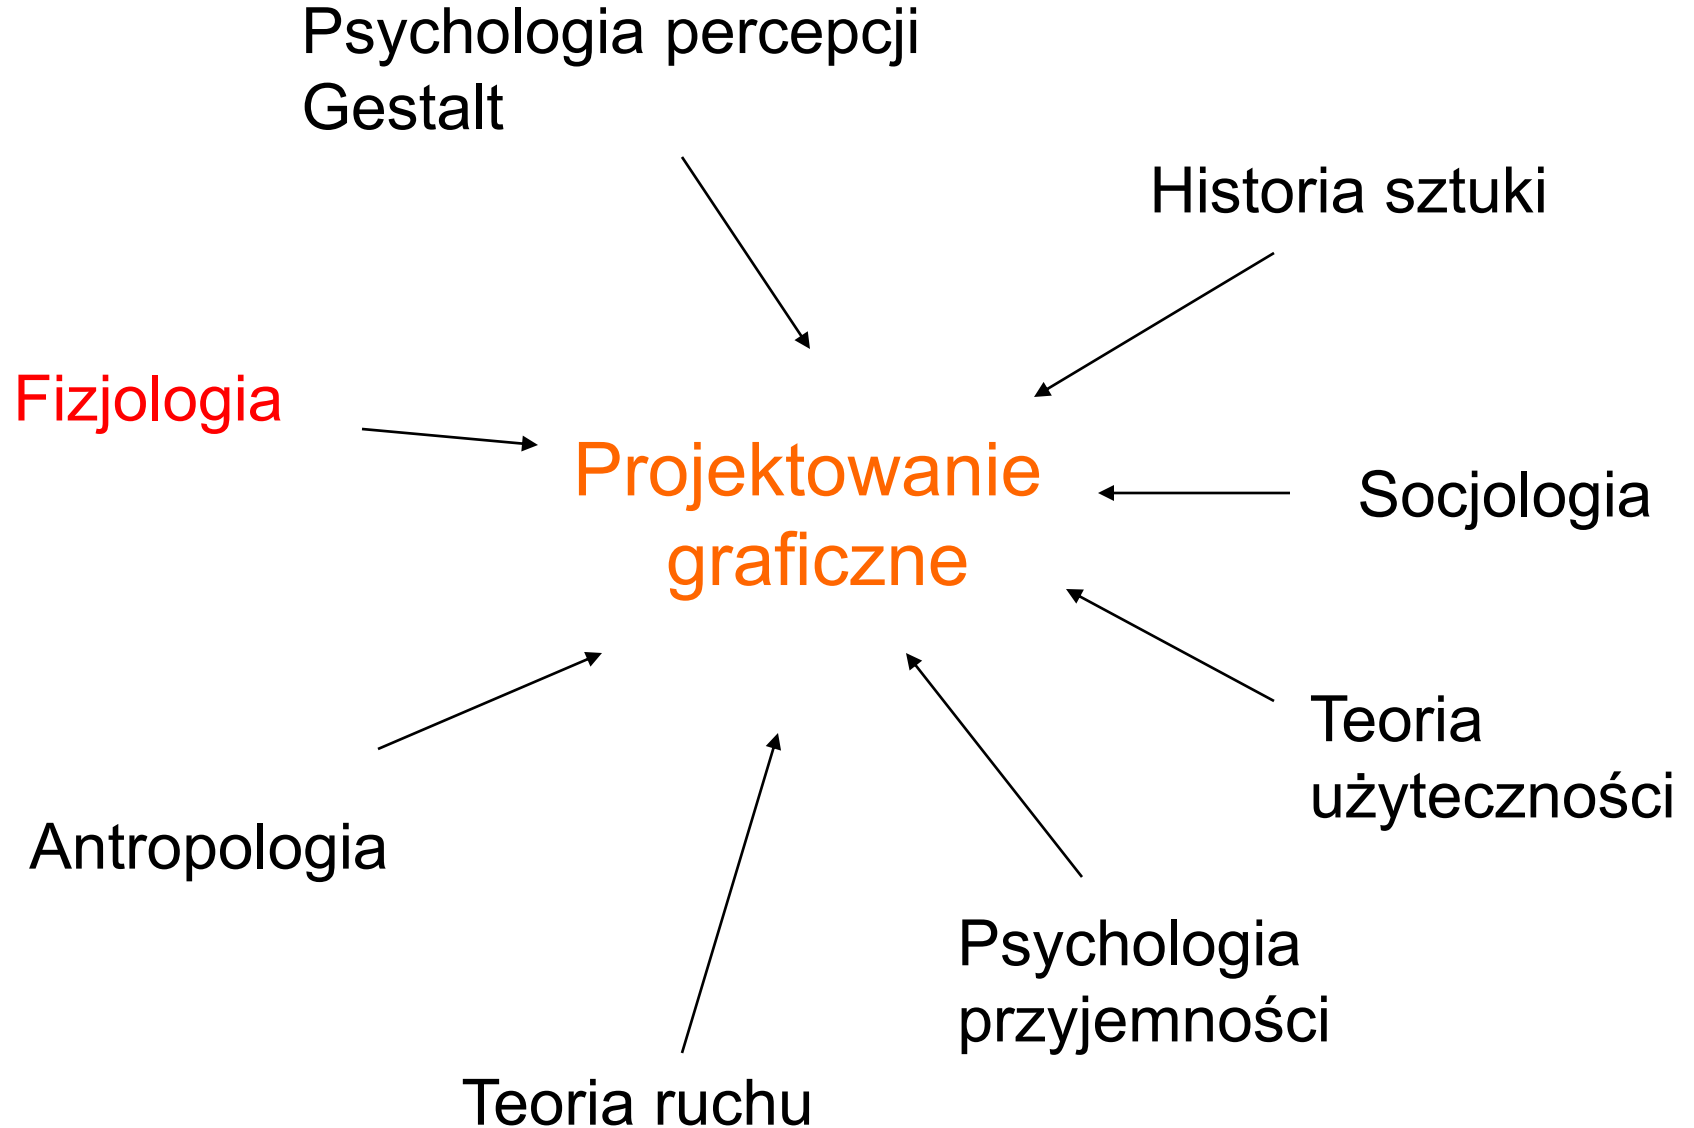 Psychologia percepcji
Gestalt
Historia sztuki
Fizjologia
Projektowanie
graficzne
Socjologia
Teoria
użyteczności
Antropologia
Psychologia
przyjemności
Teoria ruchu